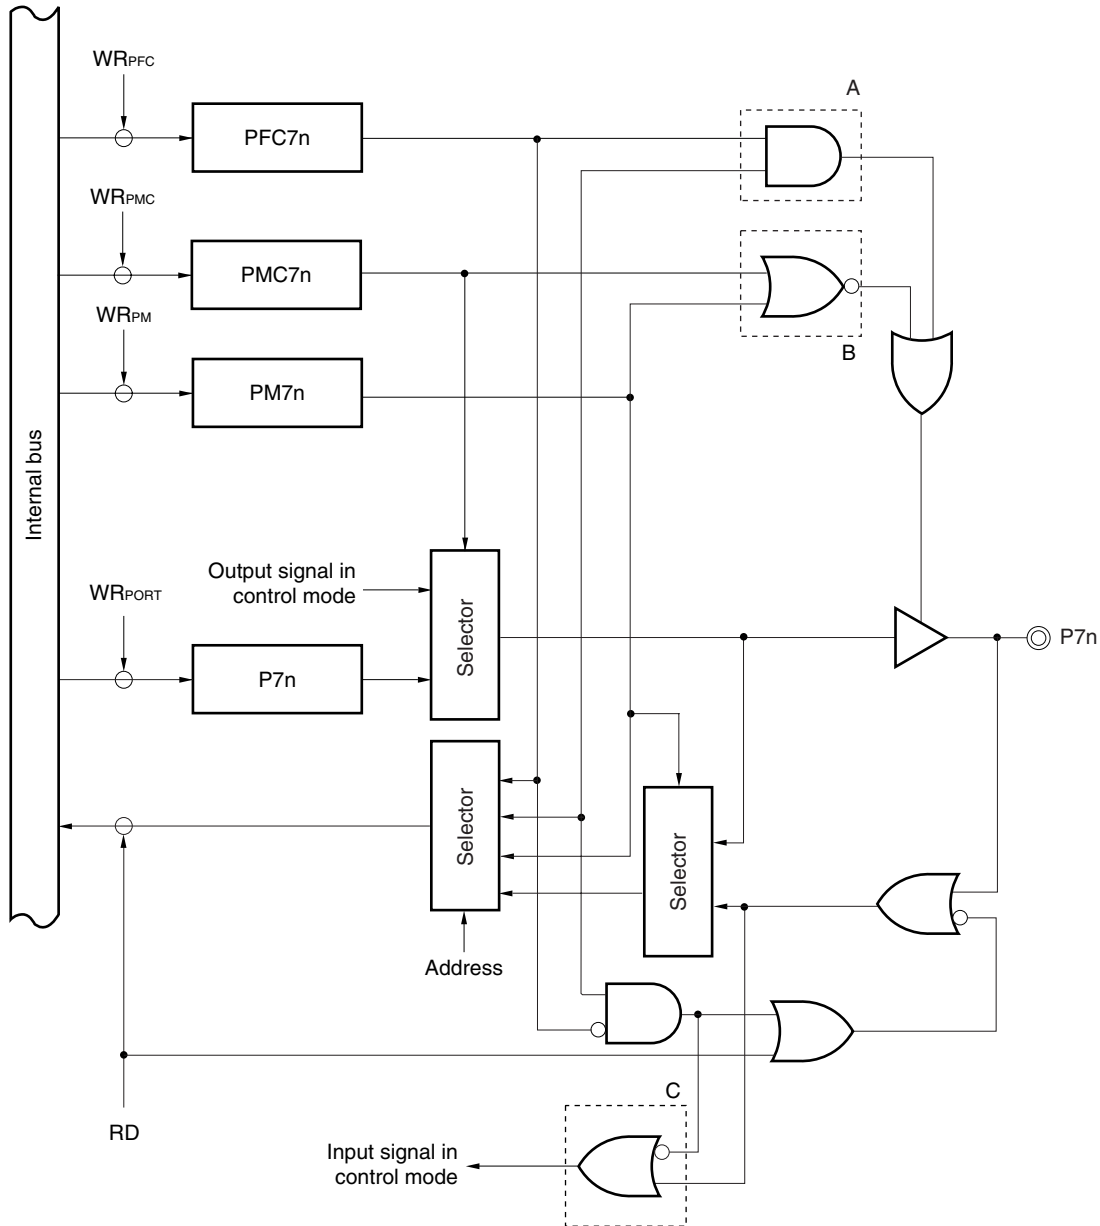 WRPFC
A
PFC7n
WRPMC
PMC7n
WRPM
B
PM7n
Internal bus
Output signal in
control mode
WRPORT
Selector
P7n
P7n
Selector
Selector
Address
C
RD
Input signal in
control mode